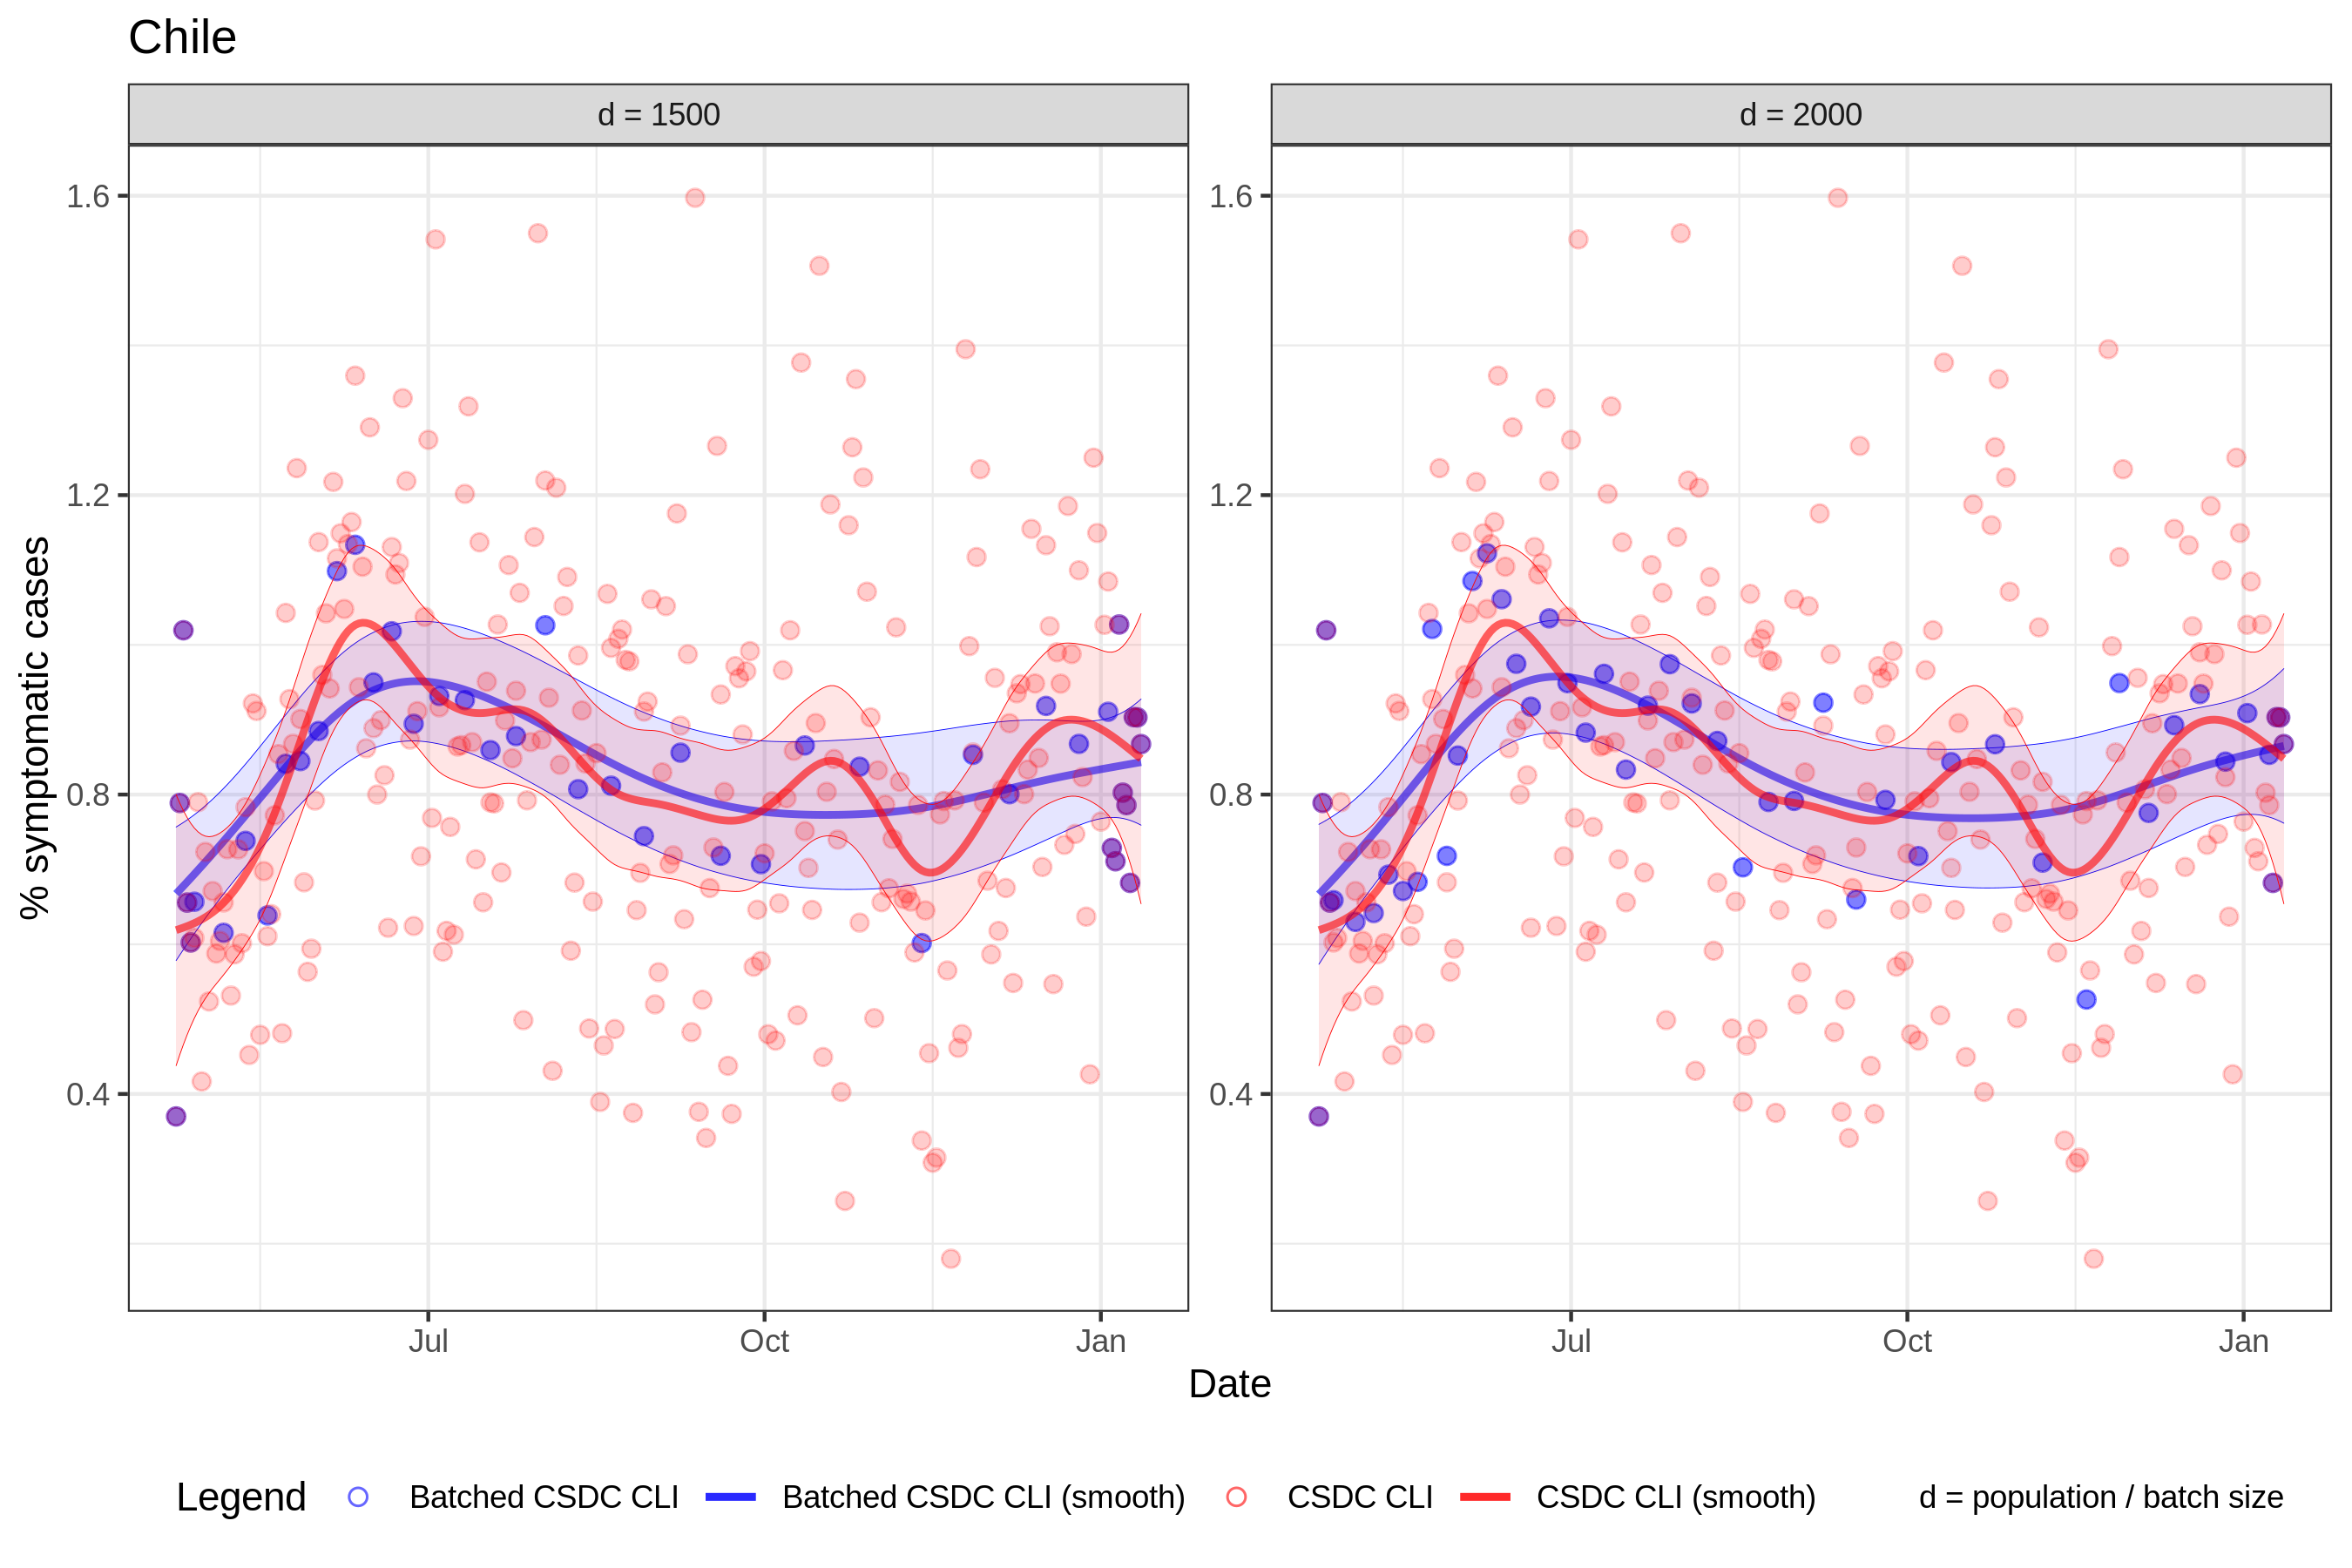 Chile
d = 1500
d = 2000
% symptomatic cases
1.6
1.2
0.8
0.4
1.6
1.2
0.8
0.4
Jul
Oct
Jan
Jul
Oct
Jan
Date
Legend
Batched CSDC CLI
Batched CSDC CLI (smooth)
CSDC CLI
CSDC CLI (smooth)
d = population / batch size